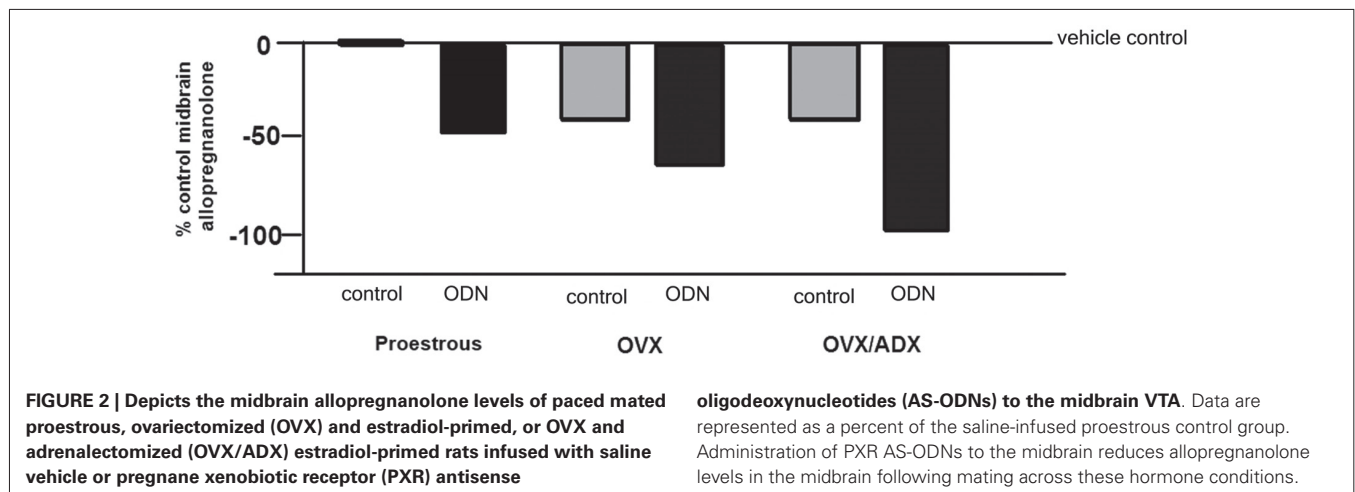 0
vehicle control
-50
-100
% control midbrain
allopregnanolone
control ODN control ODN control ODN
Proestrous OVX OVX/ADX
FIGURE 2 | Depicts the midbrain allopregnanolone levels of paced mated
proestrous, ovariectomized (OVX) and estradiol-primed, or OVX and
adrenalectomized (OVX/ADX) estradiol-primed rats infused with saline
vehicle or pregnane xenobiotic receptor (PXR) antisense
oligodeoxynucleotides (AS-ODNs) to the midbrain VTA. Data are
represented as a percent of the saline-infused proestrous control group.
Administration of PXR AS-ODNs to the midbrain reduces allopregnanolone
levels in the midbrain following mating across these hormone conditions.